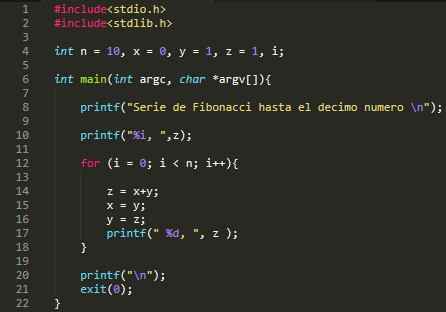 1 #include<stdio.h>
2 #include<stdlib.h>
3
4 int n = 10, x = 0, y = 1, z = 1, i;
5
6 int main(int argc, char *argv[]){
7
8 printf("Serie de Fibonacci hasta el decimo numero \n");
9
10 printf("%i, ",z);
11
12 for (i = 0; i < n; i++){
13
14 z = x+y;
15 x = y;
16 y = z;
17 printf(" %d, ", z );
18 }
19
20 printf("\n");
21 exit(0);
22 }